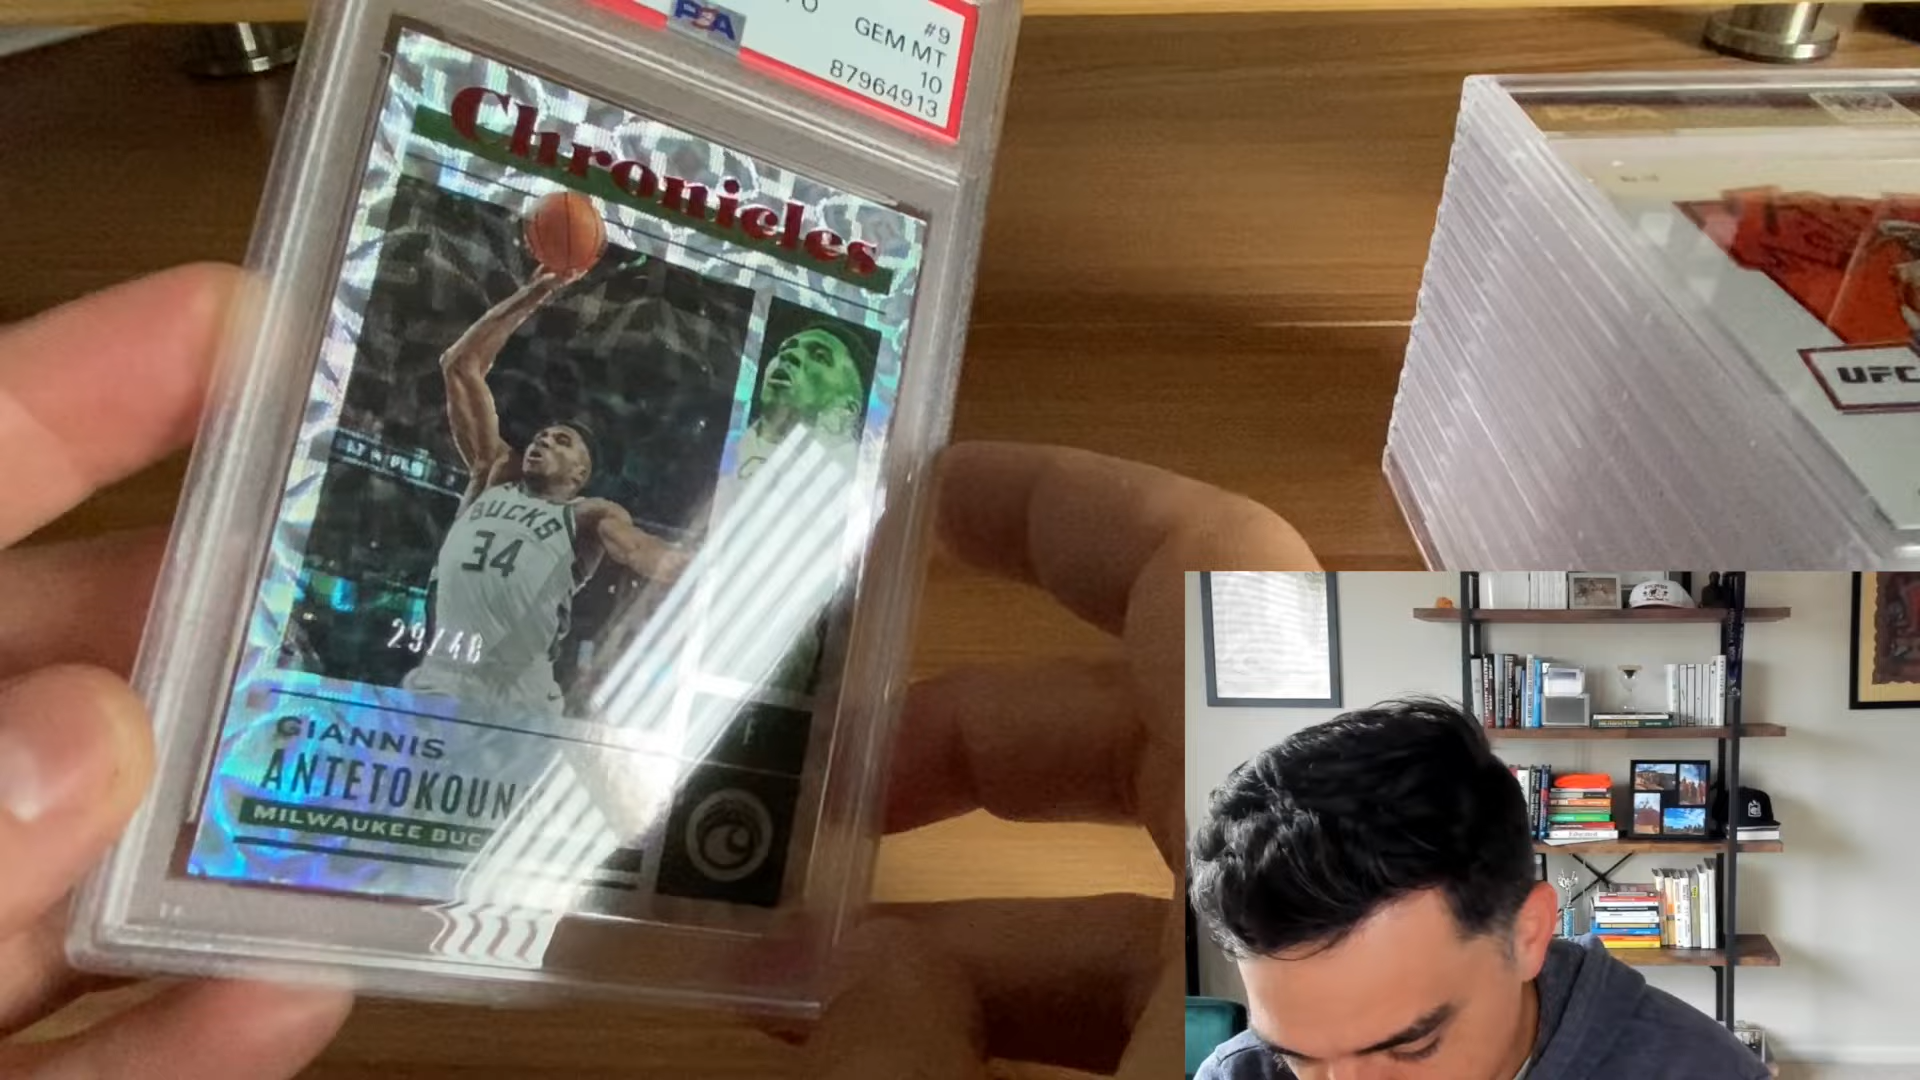 PSA
#9
GEM MT
10
87964913
Chronicles
BUCKS
34
29/48
GIANNIS
ANTETOKOUN
MILWAUKEE BUC
F
UFC